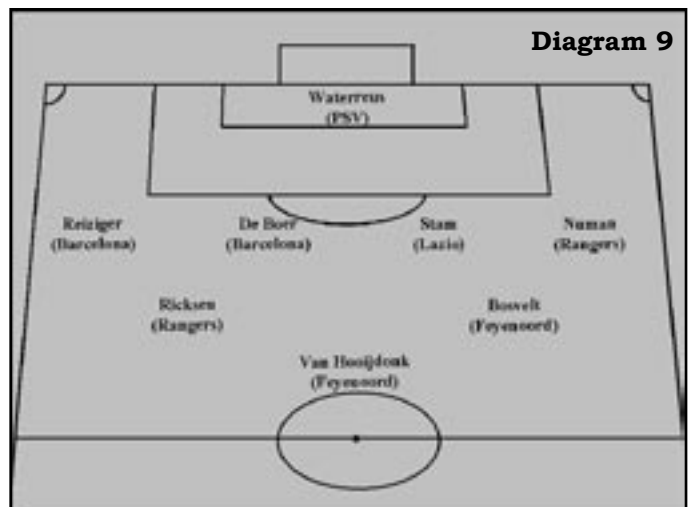 Diagram 9
Waterreus
(PSV)
Reiziger
(Barcelona)
De Boer
(Barcelona)
Stam
(Lazio)
Numan
(Rangers)
Ricksen
(Rangers)
Bosvelt
(Feyenoord)
Van Hooijdonk
(Feyenoord)